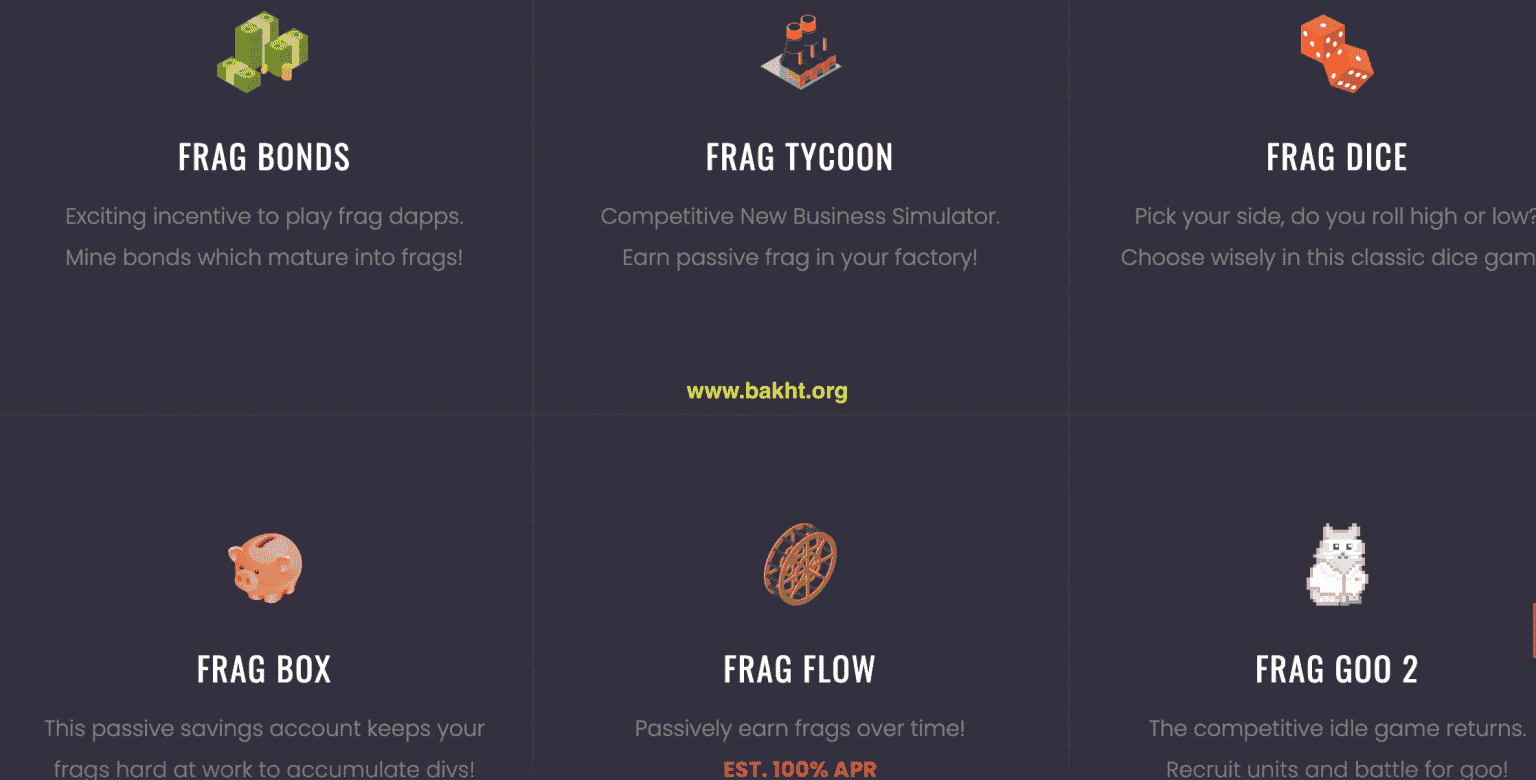 FRAG BONDS
Exciting incentive to play frag dapps.
Mine bonds which mature into frags!
FRAG TYCOON
Competitive New Business Simulator.
Earn passive frag in your factory!
FRAG DICE
Pick your side, do you roll high or low?
Choose wisely in this classic dice gam
www.bakht.org
FRAG BOX
This passive savings account keeps your
frags hard at work to accumulate divs!
FRAG FLOW
Passively earn frags over time!
EST. 100% APR
FRAG GOO 2
The competitive idle game returns.
Recruit units and battle for goo!